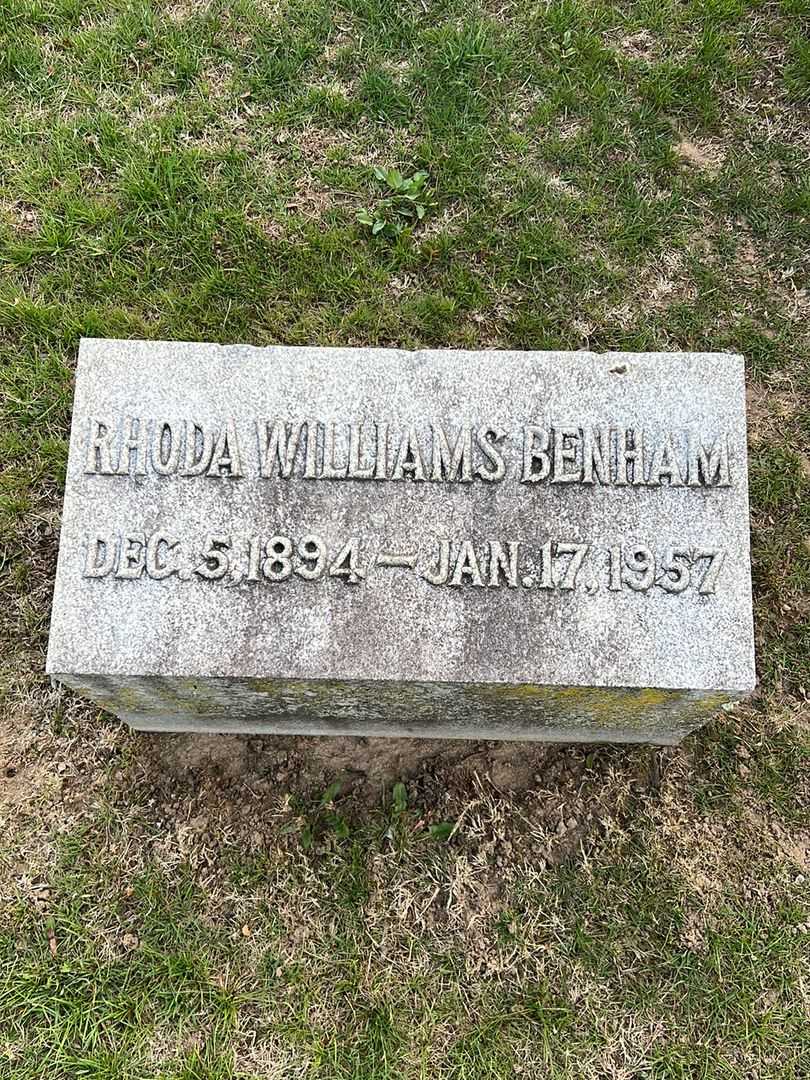 RHODA WILLIAMS BENHAM
DEC. 5, 1894 – JAN. 17, 1957